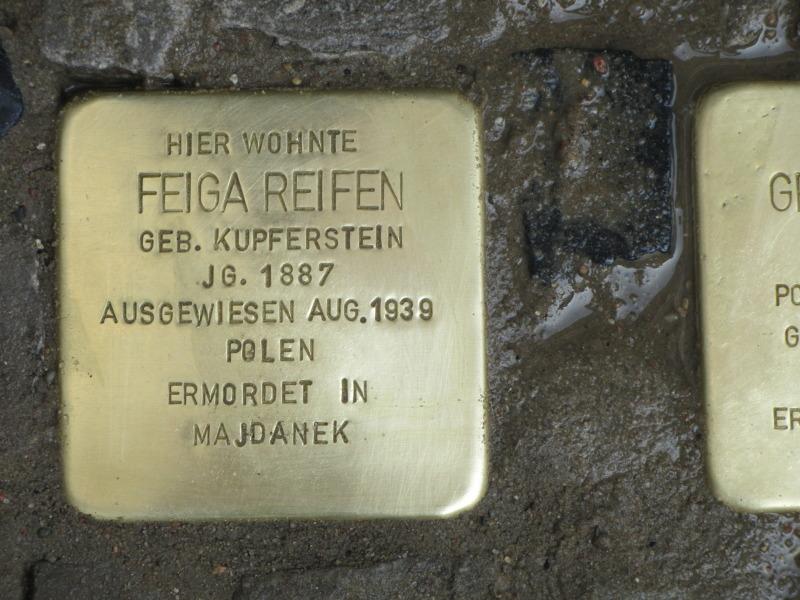 HIER WOHNTE
FEIGA REIFEN
GEB. KUPFERSTEIN
JG. 1887
AUSGEWIESEN AUG.1939
POLEN
ERMORDET IN
MAJDANEK